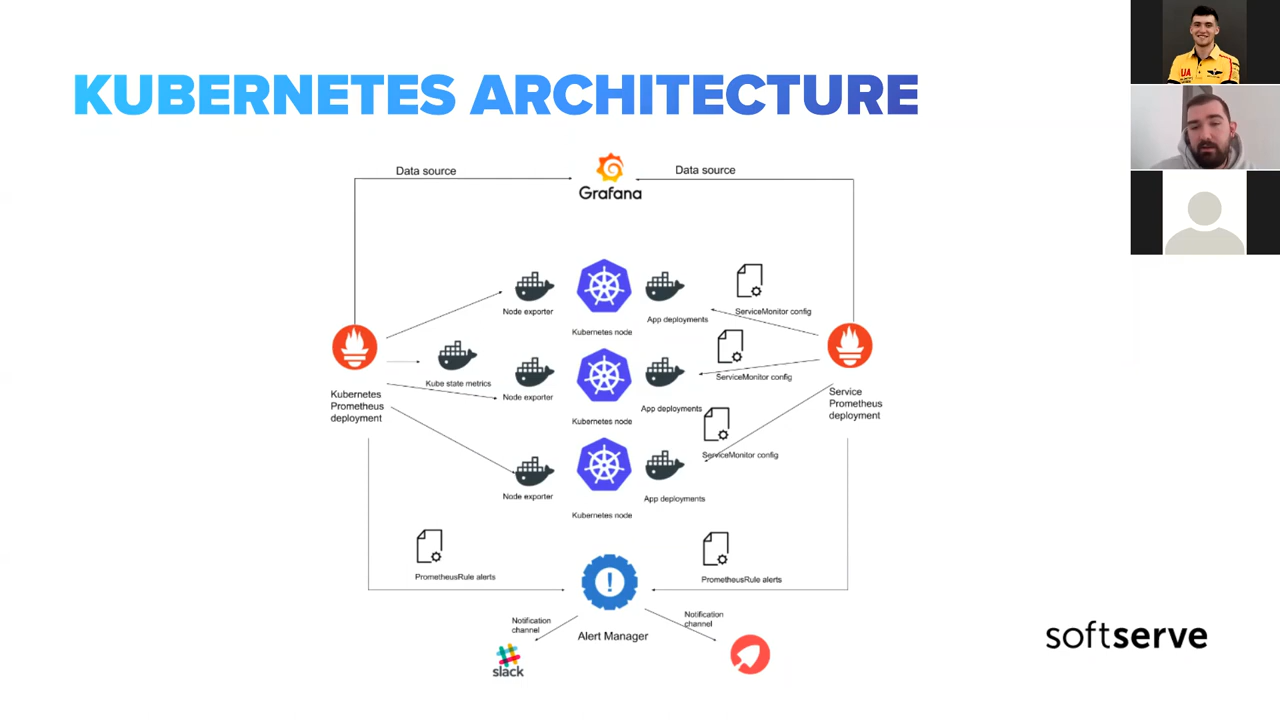 KUBERNETES ARCHITECTURE
Data source
Data source
Grafana
Node exporter
Kubernetes node
App deployments
ServiceMonitor config
Kube state metrics
Node exporter
Kubernetes node
App deployments
ServiceMonitor config
Kubernetes
Prometheus
deployment
Service
Prometheus
deployment
Node exporter
Kubernetes node
App deployments
ServiceMonitor config
PrometheusRule alerts
PrometheusRule alerts
Notification
channel
Alert Manager
Notification
channel
slack
softserve
UA